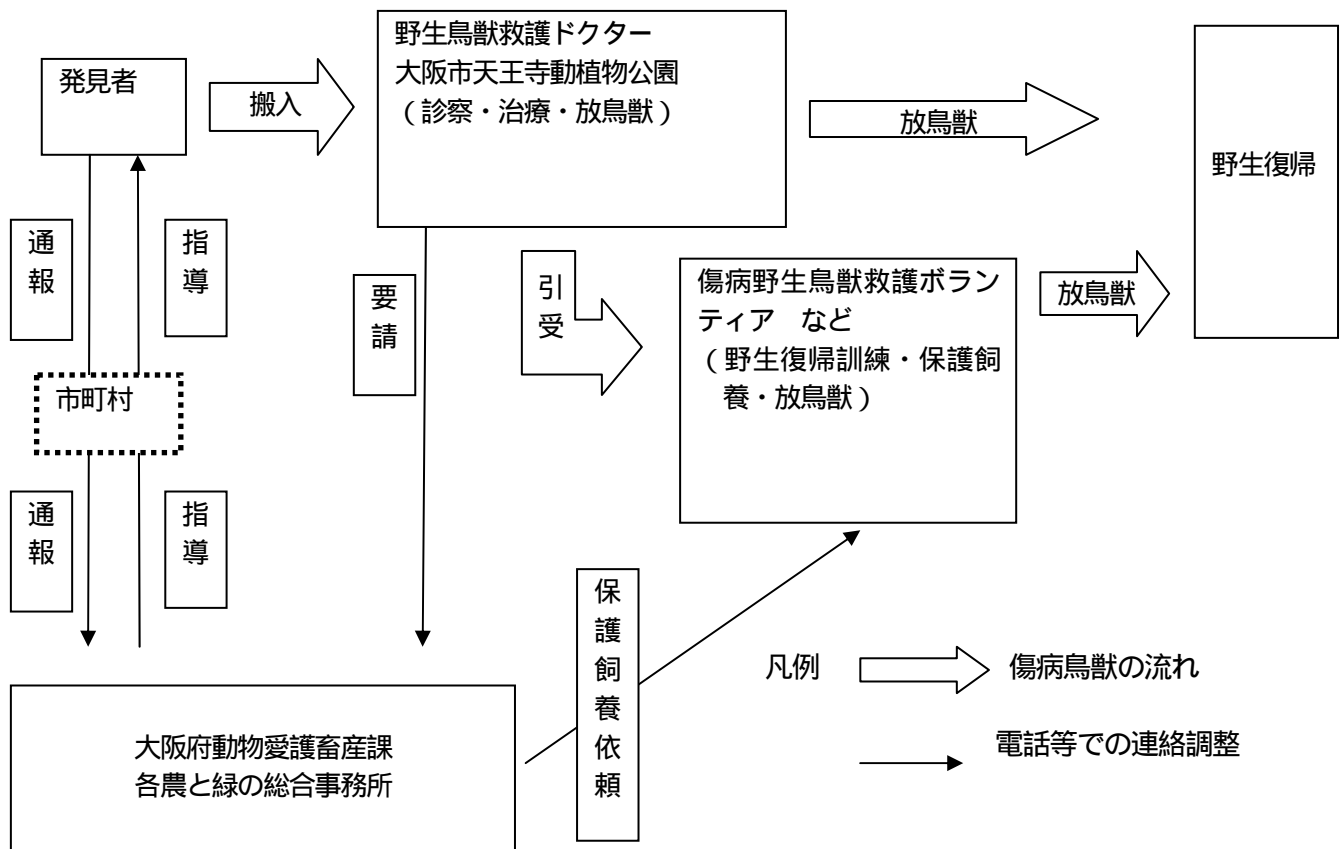 発見者
搬入
野生鳥獣救護ドクター
大阪市天王寺動植物公園
(診察・治療・放鳥獣)
放鳥獣
野生復帰
通報
指導
要請
引受
傷病野生鳥獣救護ボラン
ティア など
(野生復帰訓練・保護飼
養・放鳥獣)
放鳥獣
市町村
通報
指導
保護飼養依頼
大阪府動物愛護畜産課
各農と緑の総合事務所
凡例
傷病鳥獣の流れ
電話等での連絡調整